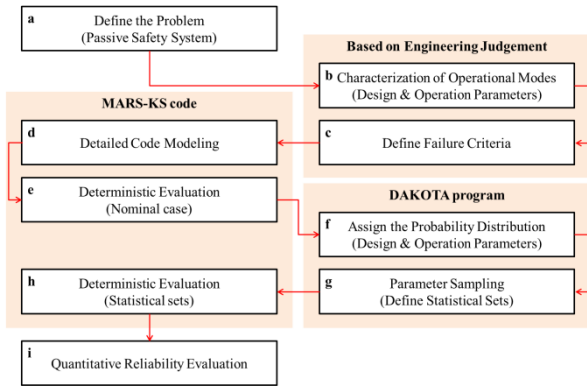 a
Define the Problem
(Passive Safety System)
Based on Engineering Judgement
b
Characterization of Operational Modes
(Design & Operation Parameters)
MARS-KS code
d
Detailed Code Modeling
c
Define Failure Criteria
e
Deterministic Evaluation
(Nominal case)
DAKOTA program
f
Assign the Probability Distribution
(Design & Operation Parameters)
h
Deterministic Evaluation
(Statistical sets)
g
Parameter Sampling
(Define Statistical Sets)
i
Quantitative Reliability Evaluation